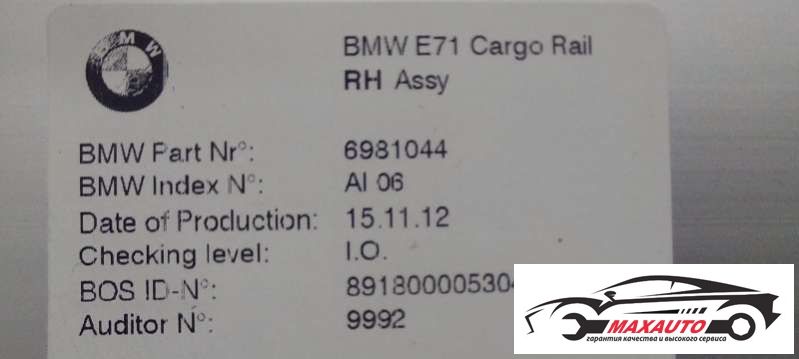 BMW
BMW E71 Cargo Rail
RH Assy
BMW Part Nr°: 6981044
BMW Index N°: AI 06
Date of Production: 15.11.12
Checking level: I.O.
BOS ID-N°:
Auditor N°: 9992
MAXAUTO
гарантия качества и высокого сервиса